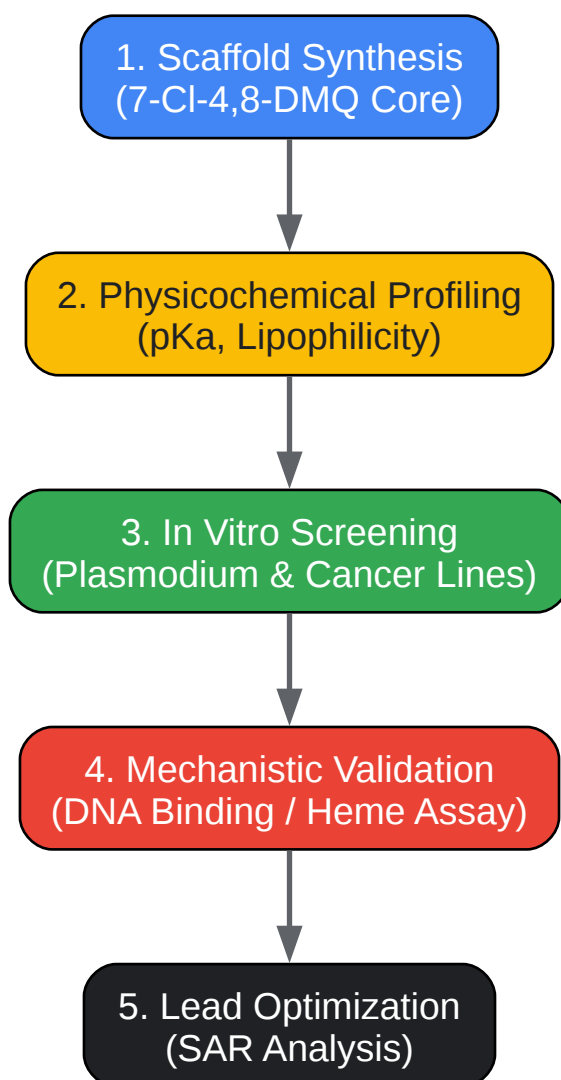 1. Scaffold Synthesis
(7-Cl-4,8-DMQ Core)
2. Physicochemical Profiling
(pKa, Lipophilicity)
3. In Vitro Screening
(Plasmodium & Cancer Lines)
4. Mechanistic Validation
(DNA Binding / Heme Assay)
5. Lead Optimization
(SAR Analysis)